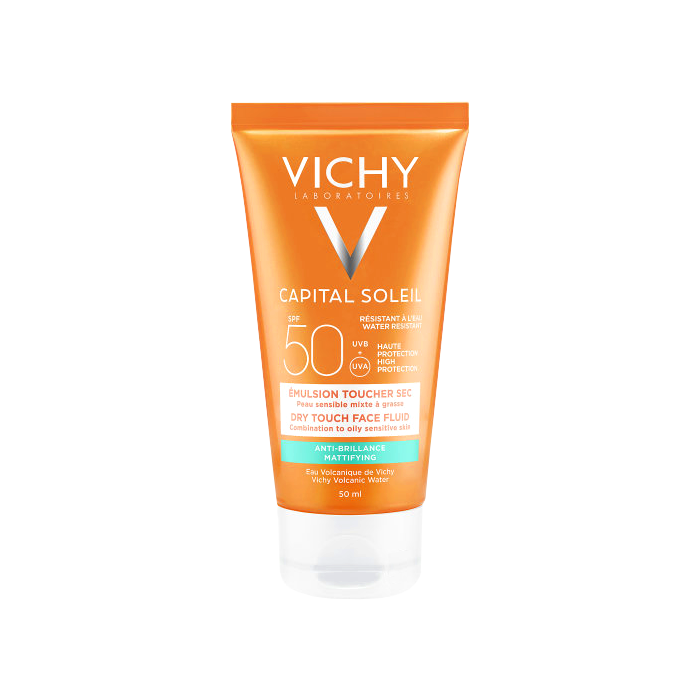 VICHY
LABORATOIRES
CAPITAL SOLEIL
SPF
50
RÉSISTANT À L'EAU
WATER RESISTANT
UVB
+
UVA
HAUTE
PROTECTION
HIGH
PROTECTION
ÉMULSION TOUCHER SEC
Peau sensible mixte à grasse
DRY TOUCH FACE FLUID
Combination to oily sensitive skin
ANTI-BRILLANCE
MATTIFYING
Eau Volcanique de Vichy
Vichy Volcanic Water
50 ml